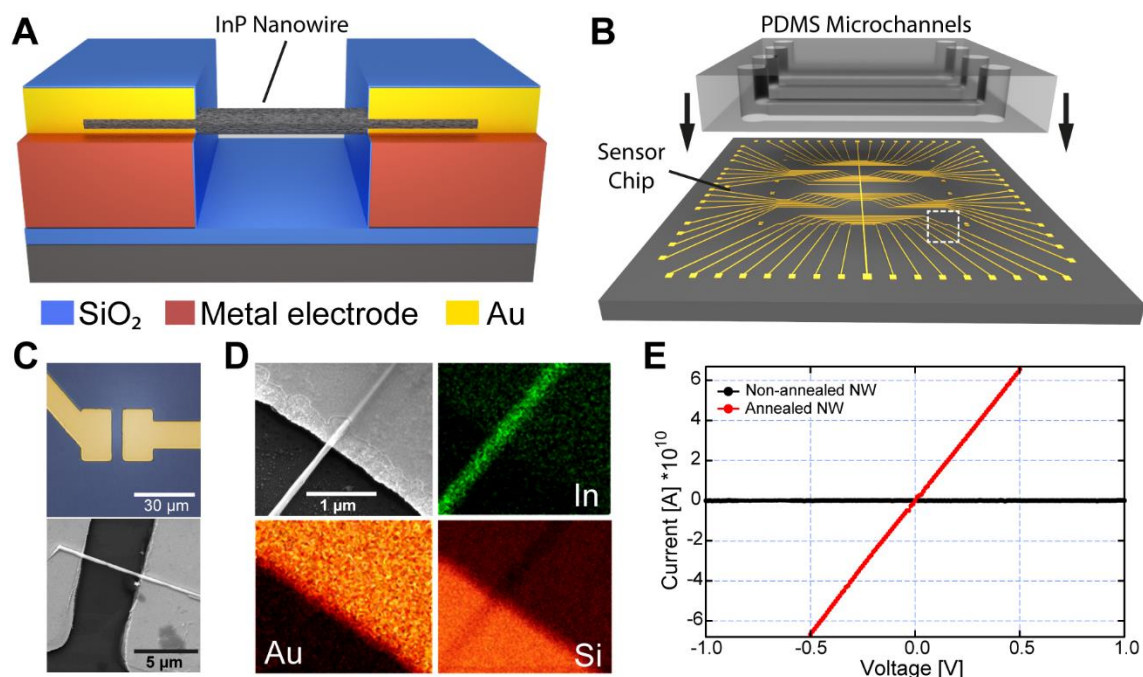 A
InP Nanowire
SiO₂
Metal electrode
Au
B
PDMS Microchannels
Sensor
Chip
C
30 µm
5 µm
D
1 µm
In
Au
Si
E
Current [A] *10¹⁰
6
4
2
0
-2
-4
-6
Non-annealed NW
Annealed NW
-1.0
-0.5
0.0
0.5
1.0
Voltage [V]